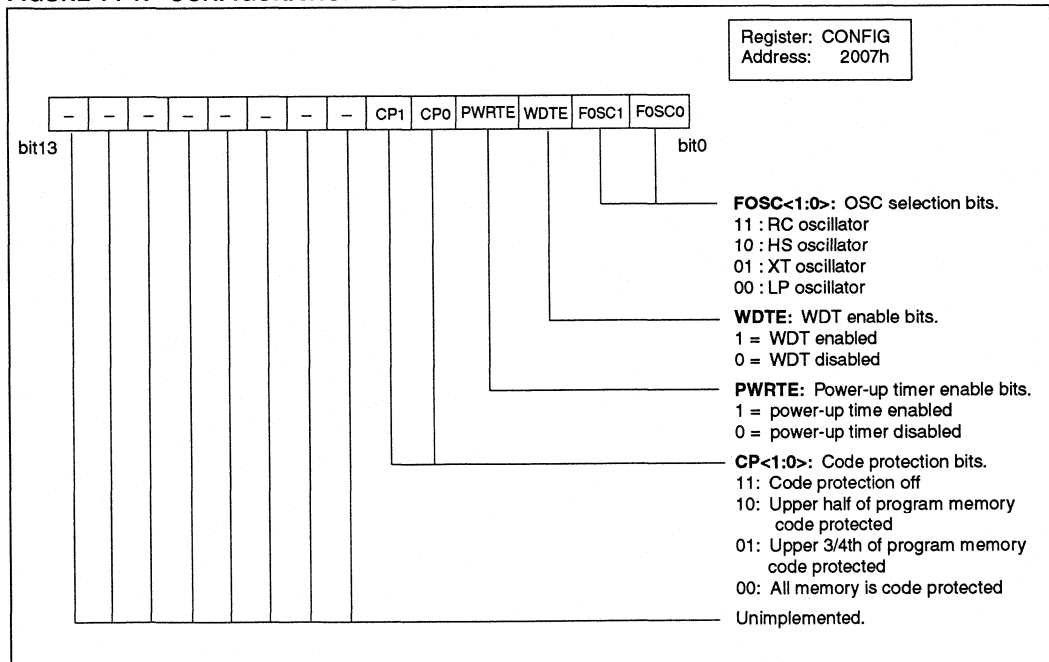 Register: CONFIG
Address: 2007h
– – – – – – – – CP1 CP0 PWRTE WDTE FOSC1 FOSC0
bit13 bit0
FOSC<1:0>: OSC selection bits.
11 : RC oscillator
10 : HS oscillator
01 : XT oscillator
00 : LP oscillator
WDTE: WDT enable bits.
1 = WDT enabled
0 = WDT disabled
PWRTE: Power-up timer enable bits.
1 = power-up time enabled
0 = power-up timer disabled
CP<1:0>: Code protection bits.
11: Code protection off
10: Upper half of program memory
code protected
01: Upper 3/4th of program memory
code protected
00: All memory is code protected
Unimplemented.